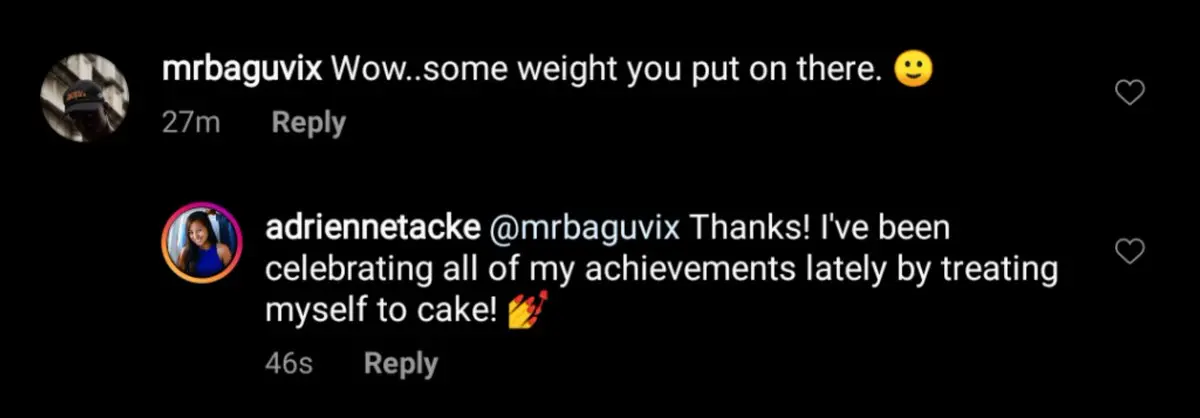 mrbaguvix Wow..some weight you put on there. 🙂
27m Reply
adriennetacke @mrbaguvix Thanks! I've been
celebrating all of my achievements lately by treating
myself to cake! 💅
46s Reply